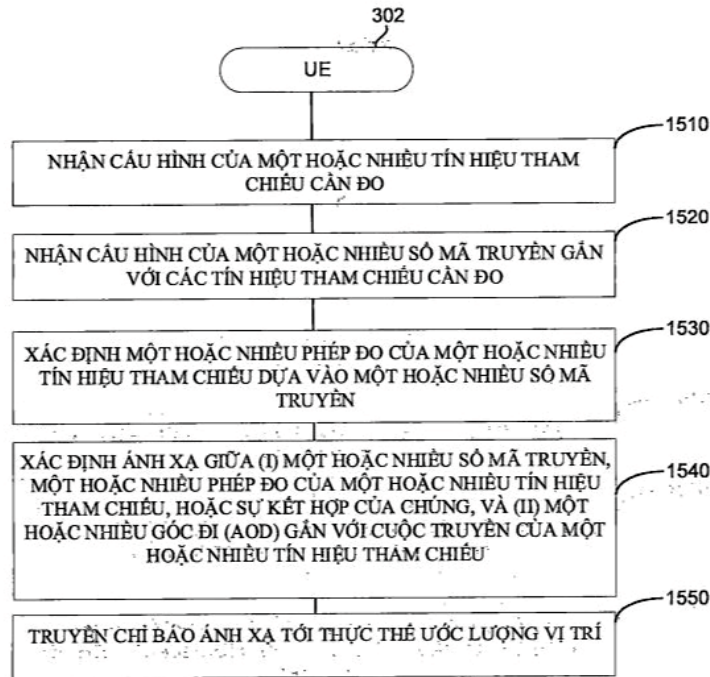 302
UE
1510
NHẬN CẤU HÌNH CỦA MỘT HOẶC NHIỀU TÍN HIỆU THAM
CHIẾU CẦN ĐO
1520
NHẬN CẤU HÌNH CỦA MỘT HOẶC NHIỀU SỐ MÃ TRUYỀN GẮN
VỚI CÁC TÍN HIỆU THAM CHIẾU CẦN ĐO
1530
XÁC ĐỊNH MỘT HOẶC NHIỀU PHÉP ĐO CỦA MỘT HOẶC NHIỀU
TÍN HIỆU THAM CHIẾU DỰA VÀO MỘT HOẶC NHIỀU SỐ MÃ
TRUYỀN
1540
XÁC ĐỊNH ÁNH XẠ GIỮA (I) MỘT HOẶC NHIỀU SỐ MÃ TRUYỀN,
MỘT HOẶC NHIỀU PHÉP ĐO CỦA MỘT HOẶC NHIỀU TÍN HIỆU
THAM CHIẾU, HOẶC SỰ KẾT HỢP CỦA CHÚNG, VÀ (II) MỘT
HOẶC NHIỀU GÓC ĐI (AOD) GẮN VỚI CUỘC TRUYỀN CỦA MỘT
HOẶC NHIỀU TÍN HIỆU THAM CHIẾU
1550
TRUYỀN CHỈ BÁO ÁNH XẠ TỚI THỰC THỂ ƯỚC LƯỢNG VỊ TRÍ